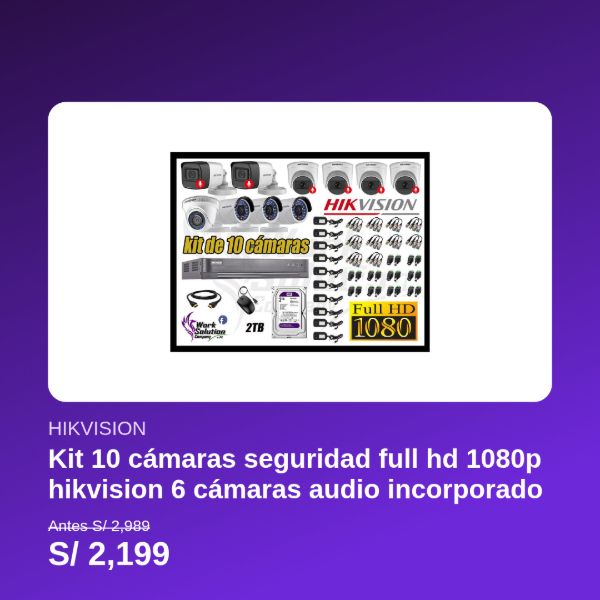 HIKVISION
kit de 10 cámaras
2TB
Full HD
1080
Work
Solution
Company
HIKVISION
Kit 10 cámaras seguridad full hd 1080p
hikvision 6 cámaras audio incorporado
Antes S/ 2,989
S/ 2,199